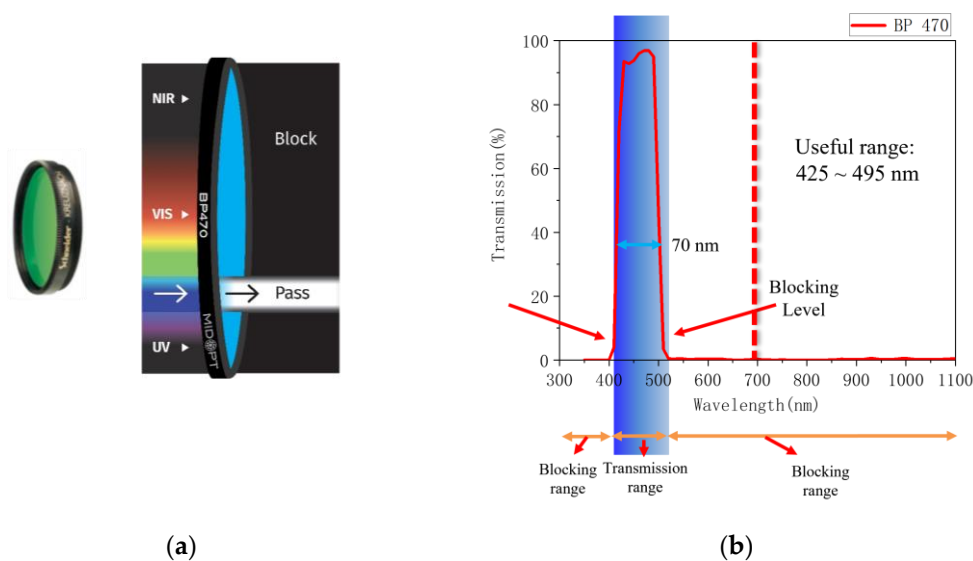 NIR
VIS
UV
BP470
MIDOPT
Block
Pass
Schneider
(a)
BP 470
Transmission(%)
100
80
60
40
20
0
Useful range:
425 ~ 495 nm
70 nm
Blocking
Level
300 400 500 600 700 800 900 1000 1100
Wavelength(nm)
Blocking
range
Transmission
range
Blocking
range
(b)